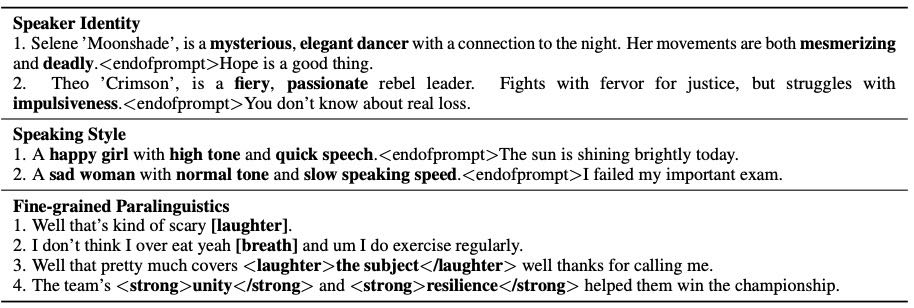 Speaker Identity
1. Selene 'Moonshade', is a mysterious, elegant dancer with a connection to the night. Her movements are both mesmerizing
and deadly.<endofprompt>Hope is a good thing.
2. Theo 'Crimson', is a fiery, passionate rebel leader. Fights with fervor for justice, but struggles with
impulsiveness.<endofprompt>You don't know about real loss.
Speaking Style
1. A happy girl with high tone and quick speech.<endofprompt>The sun is shining brightly today.
2. A sad woman with normal tone and slow speaking speed.<endofprompt>I failed my important exam.
Fine-grained Paralinguistics
1. Well that's kind of scary [laughter].
2. I don't think I over eat yeah [breath] and um I do exercise regularly.
3. Well that pretty much covers <laughter>the subject</laughter> well thanks for calling me.
4. The team's <strong>unity</strong> and <strong>resilience</strong> helped them win the championship.